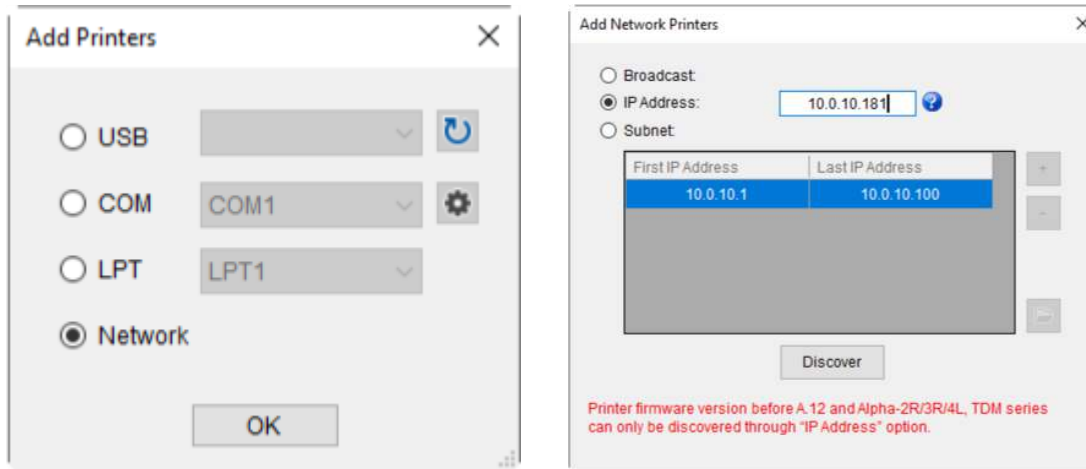 Add Printers
USB
COM
COM1
LPT
LPT1
Network
OK
Add Network Printers
Broadcast:
IP Address:
10.0.10.181
Subnet:
First IP Address
Last IP Address
10.0.10.1
10.0.10.100
+
-
Discover
Printer firmware version before A.12 and Alpha-2R/3R/4L, TDM series
can only be discovered through "IP Address" option.